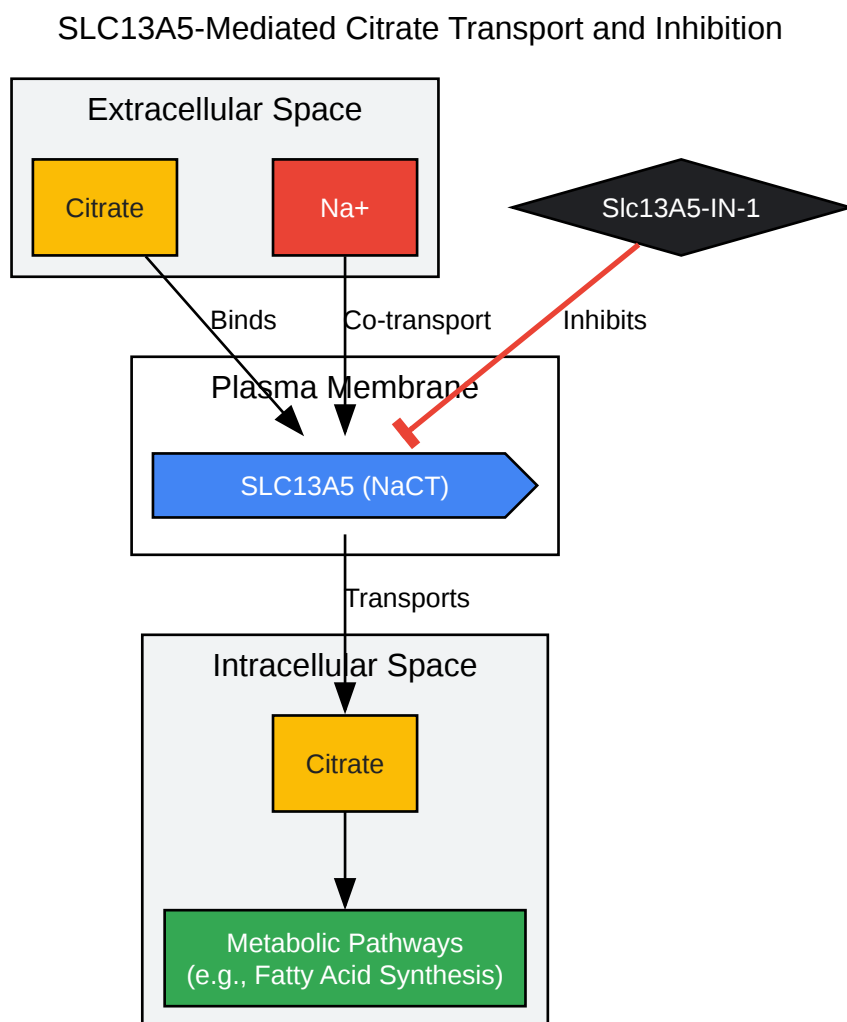 SLC13A5-Mediated Citrate Transport and Inhibition
Extracellular Space
Citrate
Na+
Slc13A5-IN-1
Binds
Co-transport
Inhibits
Plasma Membrane
SLC13A5 (NaCT)
Transports
Intracellular Space
Citrate
Metabolic Pathways
(e.g., Fatty Acid Synthesis)